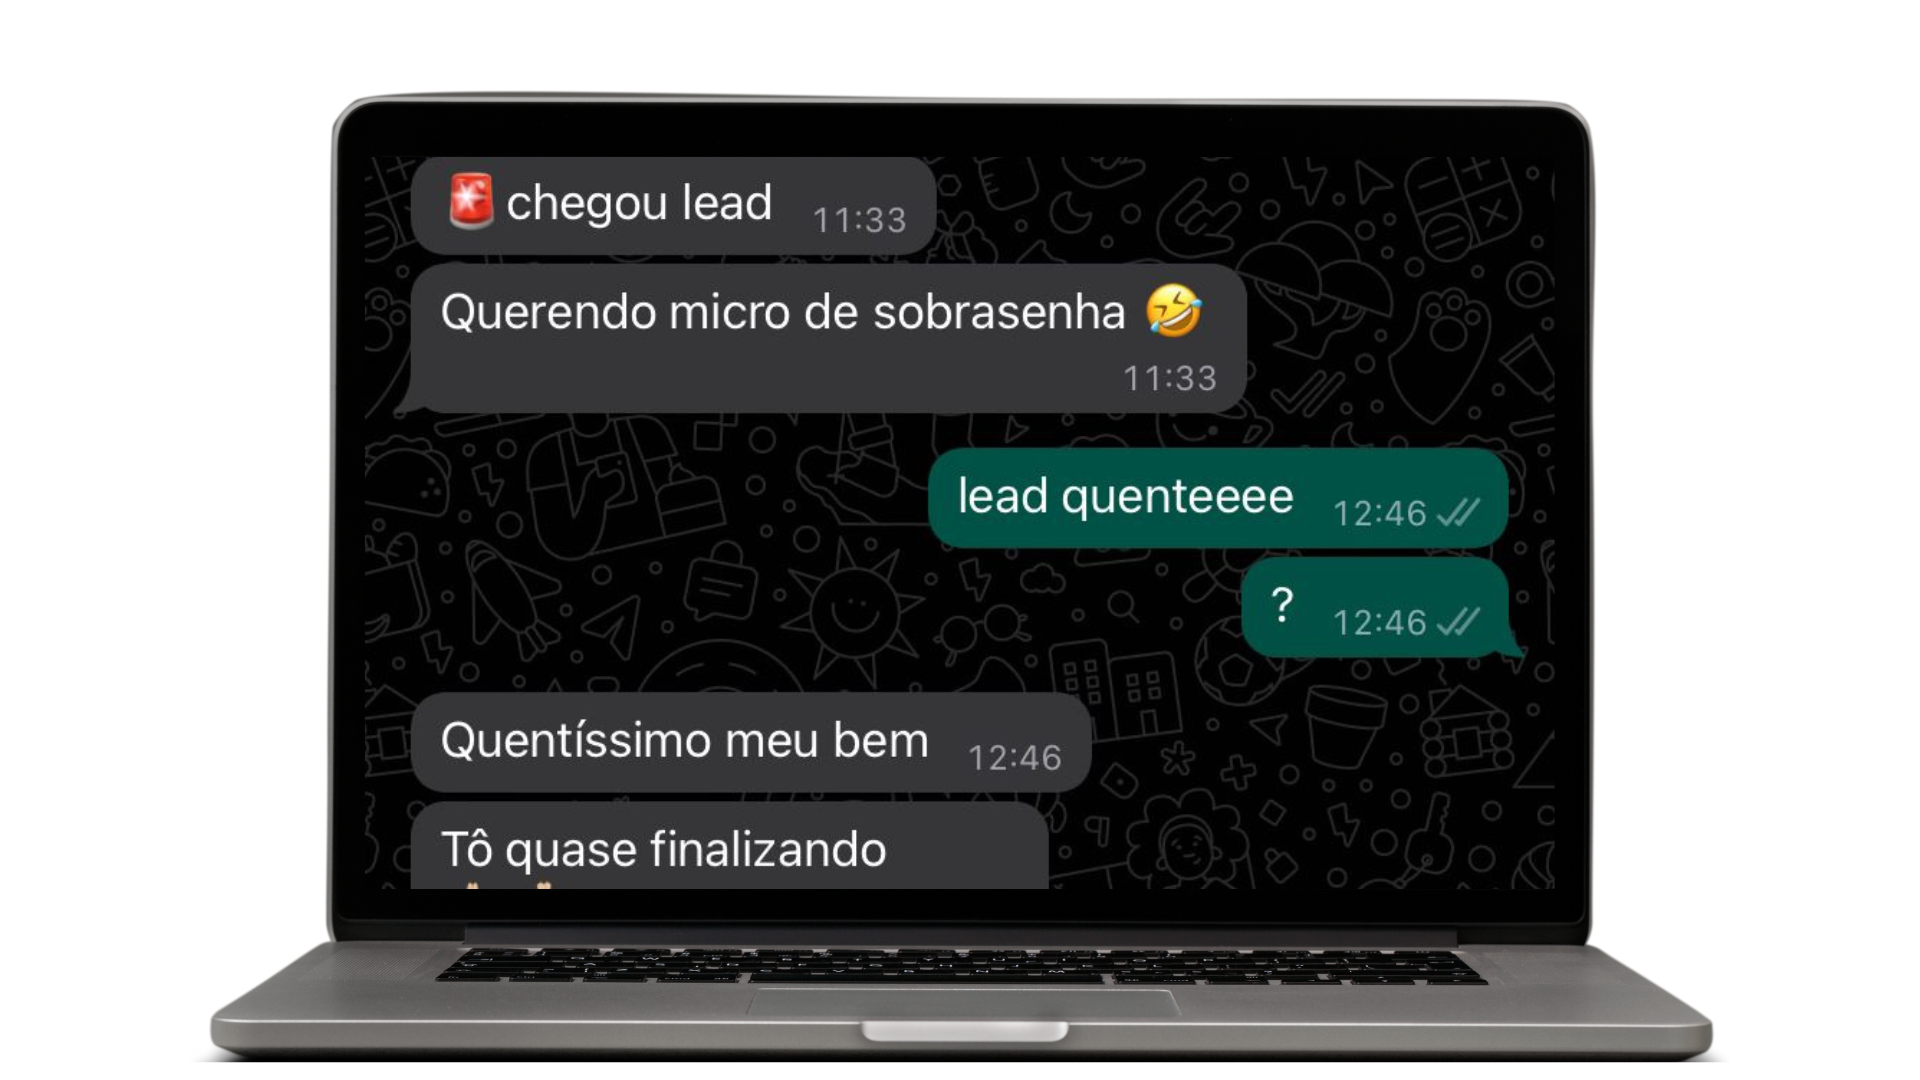 🚨 chegou lead 11:33
Querendo micro de sobrasenha 🤣
11:33
lead quenteeee 12:46
? 12:46
Quentíssimo meu bem 12:46
Tô quase finalizando